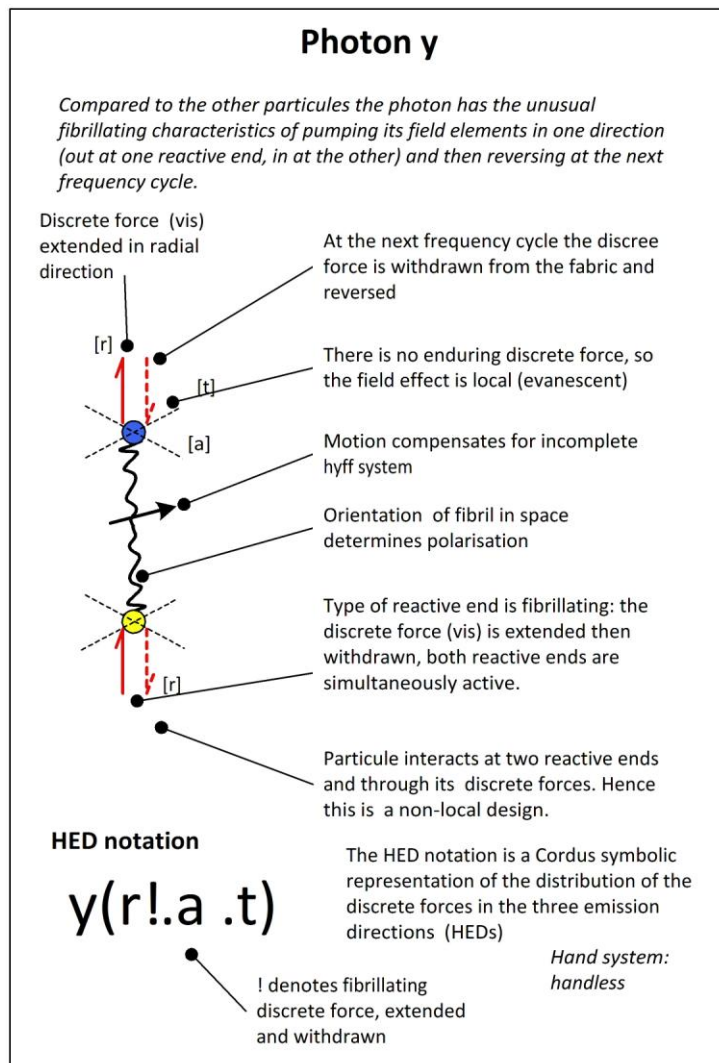 Photon y
Compared to the other particules the photon has the unusual
fibrillating characteristics of pumping its field elements in one direction
(out at one reactive end, in at the other) and then reversing at the next
frequency cycle.
Discrete force (vis)
extended in radial
direction
At the next frequency cycle the discree
force is withdrawn from the fabric and
reversed
[r]
There is no enduring discrete force, so
the field effect is local (evanescent)
[t]
[a]
Motion compensates for incomplete
hyff system
Orientation of fibril in space
determines polarisation
Type of reactive end is fibrillating: the
discrete force (vis) is extended then
withdrawn, both reactive ends are
simultaneously active.
[r]
Particule interacts at two reactive ends
and through its discrete forces. Hence
this is a non-local design.
HED notation
y(r!.a .t)
The HED notation is a Cordus symbolic
representation of the distribution of the
discrete forces in the three emission
directions (HEDs)
Hand system:
handless
! denotes fibrillating
discrete force, extended
and withdrawn